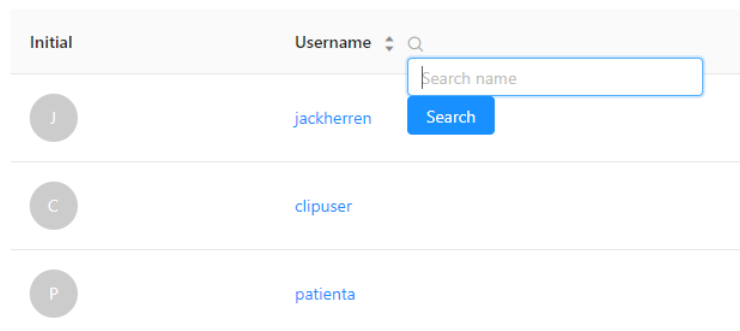 Initial Username
Search name
J jackherren Search
C clipuser
P patienta